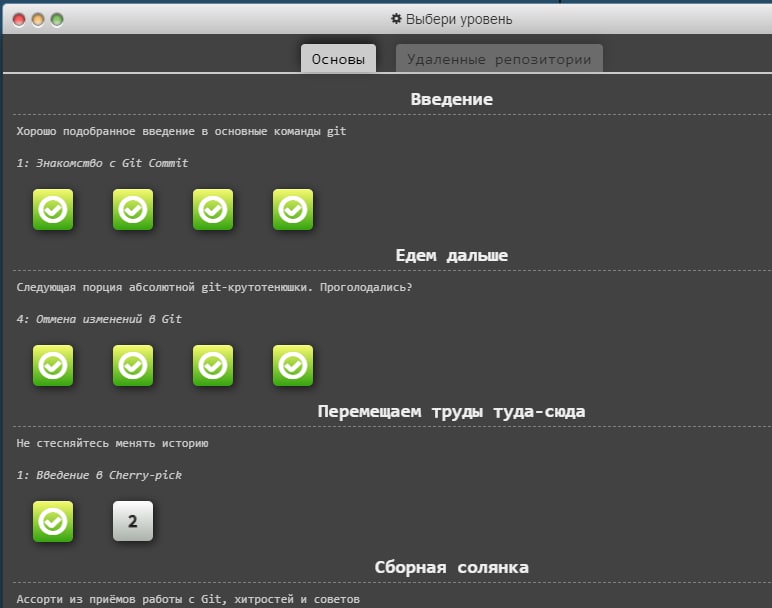 Выбери уровень
Основы
Удаленные репозитории
Введение
Хорошо подобранное введение в основные команды git
1: Знакомство с Git Commit
Едем дальше
Следующая порция абсолютной git-крутотенюшки. Проголодались?
4: Отмена изменений в Git
Перемещаем труды туда-сюда
Не стесняйтесь менять историю
1: Введение в Cherry-pick
2
Сборная солянка
Ассорти из приёмов работы с Git, хитростей и советов